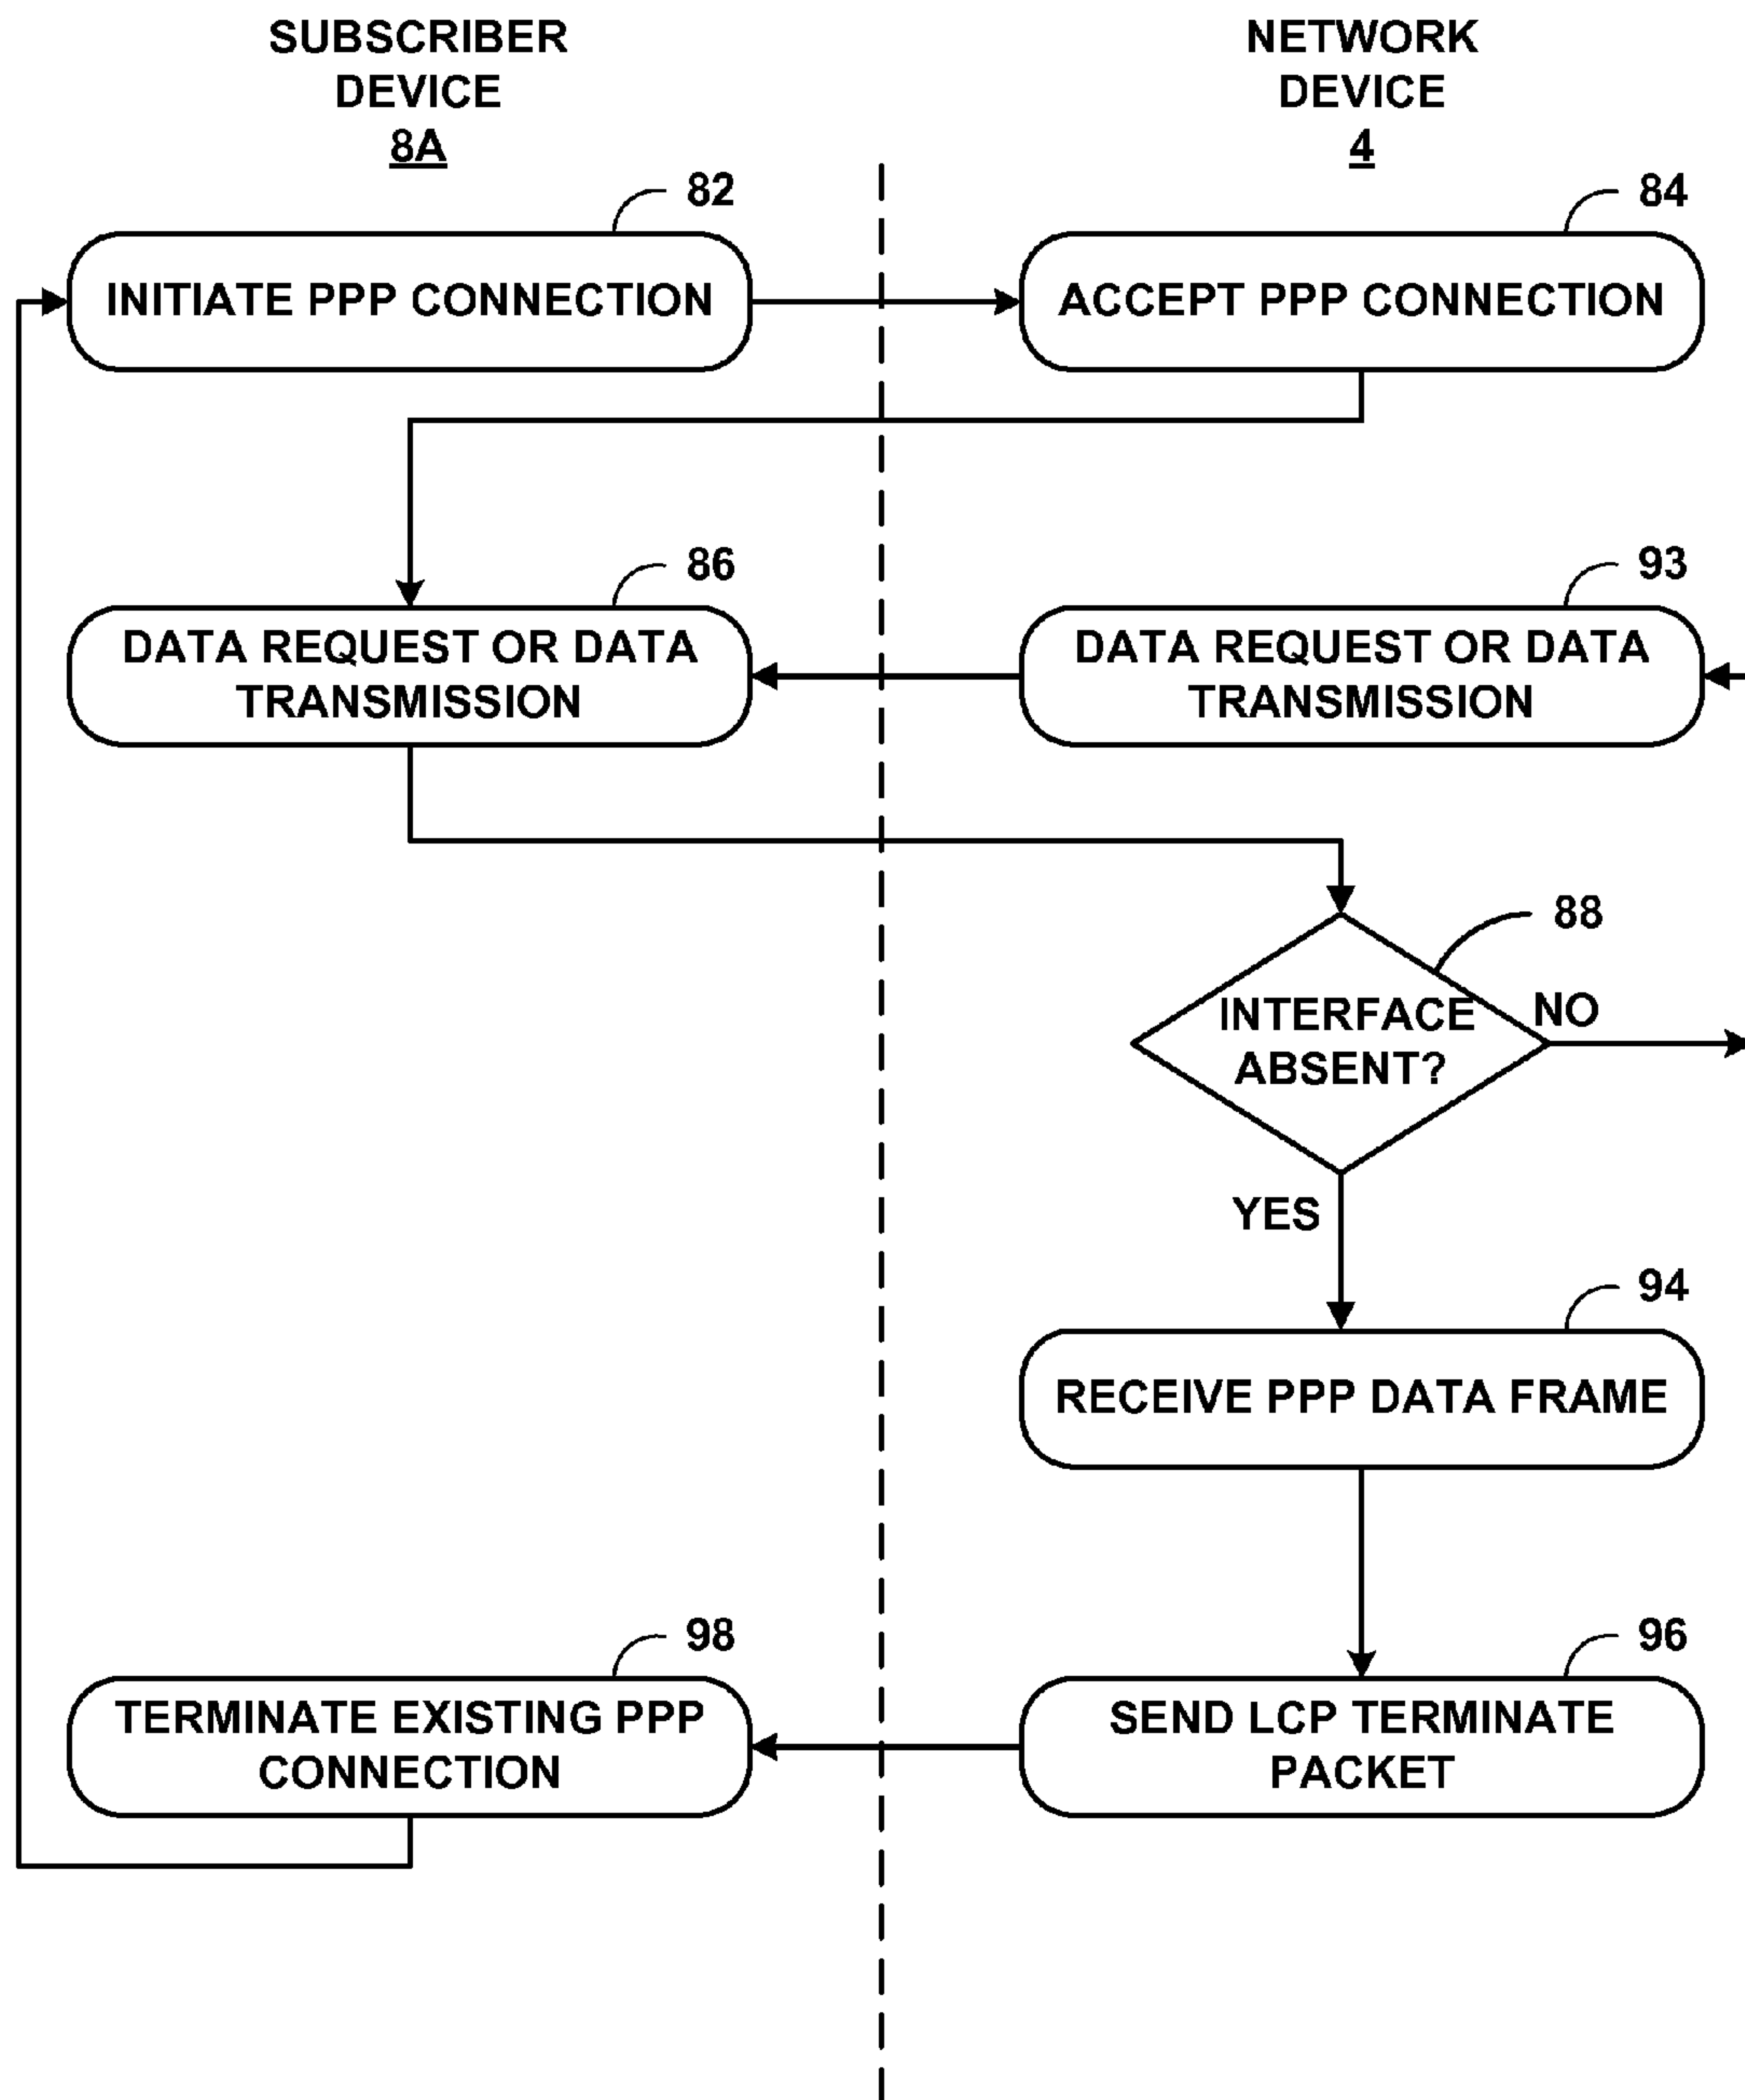 SUBSCRIBER
DEVICE
8A
NETWORK
DEVICE
4
82
84
INITIATE PPP CONNECTION
ACCEPT PPP CONNECTION
86
93
DATA REQUEST OR DATA
TRANSMISSION
DATA REQUEST OR DATA
TRANSMISSION
88
INTERFACE
ABSENT?
NO
YES
94
RECEIVE PPP DATA FRAME
98
96
TERMINATE EXISTING PPP
CONNECTION
SEND LCP TERMINATE
PACKET